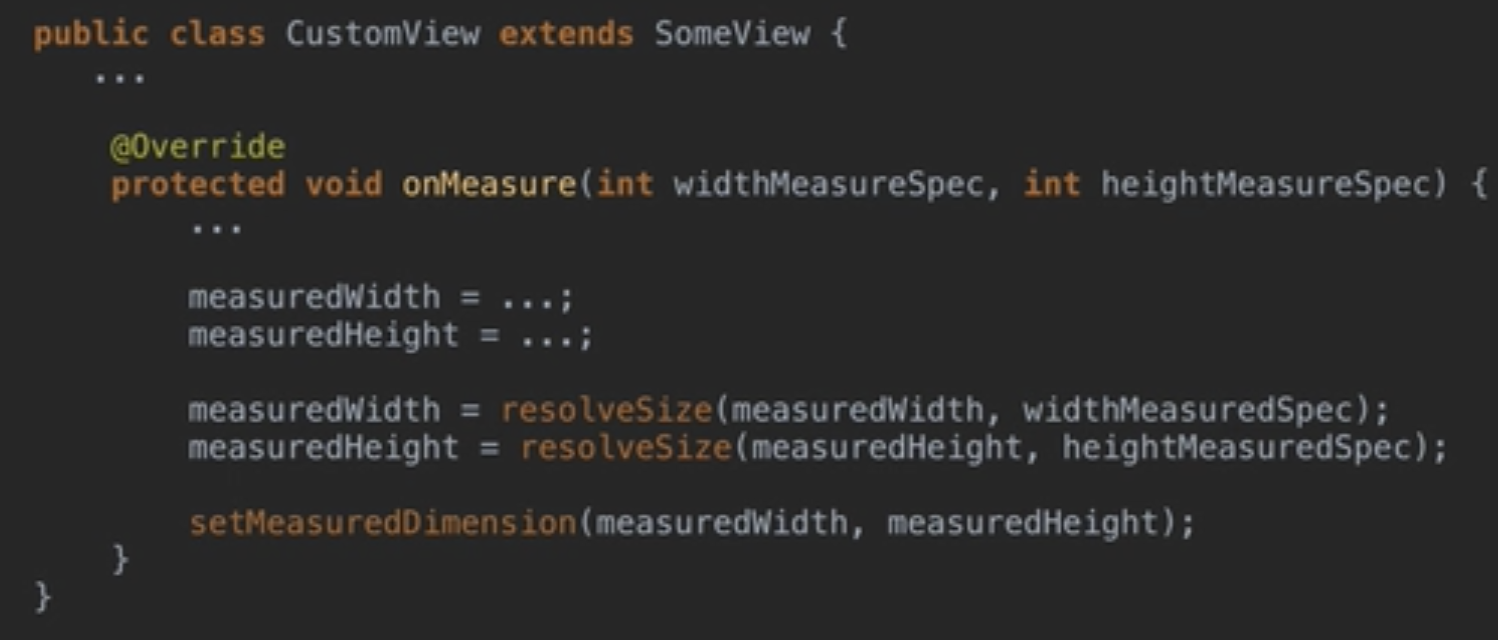 public class CustomView extends SomeView {
...
@Override
protected void onMeasure(int widthMeasureSpec, int heightMeasureSpec) {
...
measuredWidth = ...;
measuredHeight = ...;
measuredWidth = resolveSize(measuredWidth, widthMeasuredSpec);
measuredHeight = resolveSize(measuredHeight, heightMeasuredSpec);
setMeasuredDimension(measuredWidth, measuredHeight);
}
}